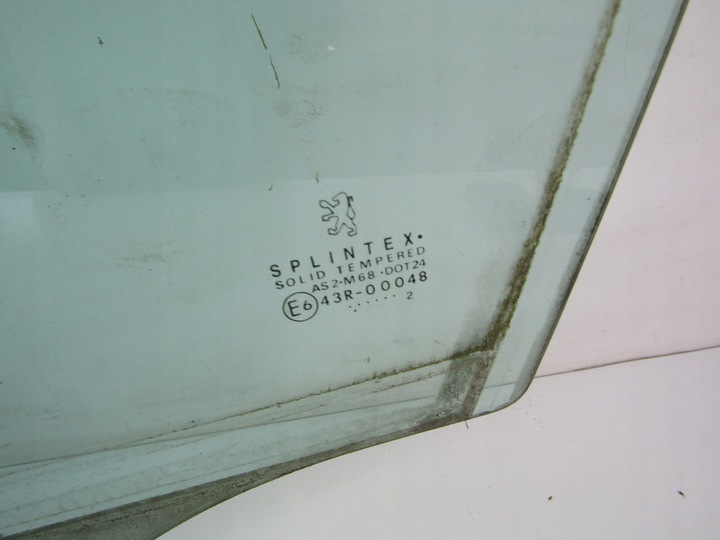 SPLINTEX
SOLID TEMPERED
AS2-M68·DOT24
E6 43R-00048
....... 2